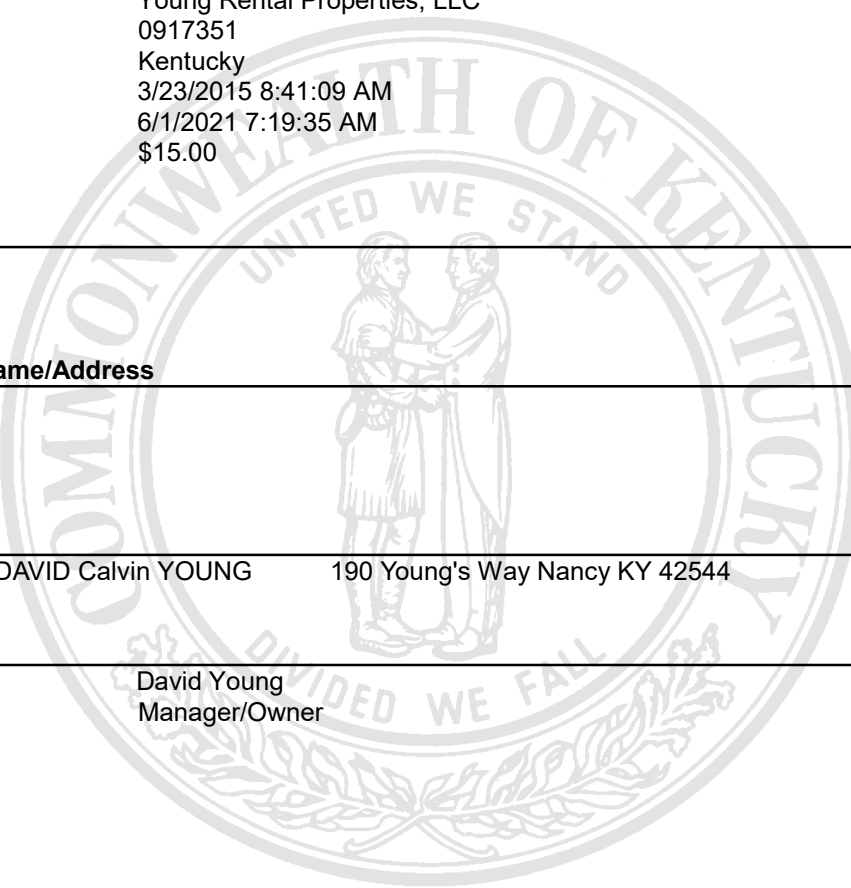 Young Rental Properties, LLC
0917351
Kentucky
3/23/2015 8:41:09 AM
6/1/2021 7:19:35 AM
$15.00
COMMONWEALTH OF KENTUCKY
UNITED WE STAND
ame/Address
DAVID Calvin YOUNG 190 Young's Way Nancy KY 42544
DIVIDED WE FALL
David Young
Manager/Owner